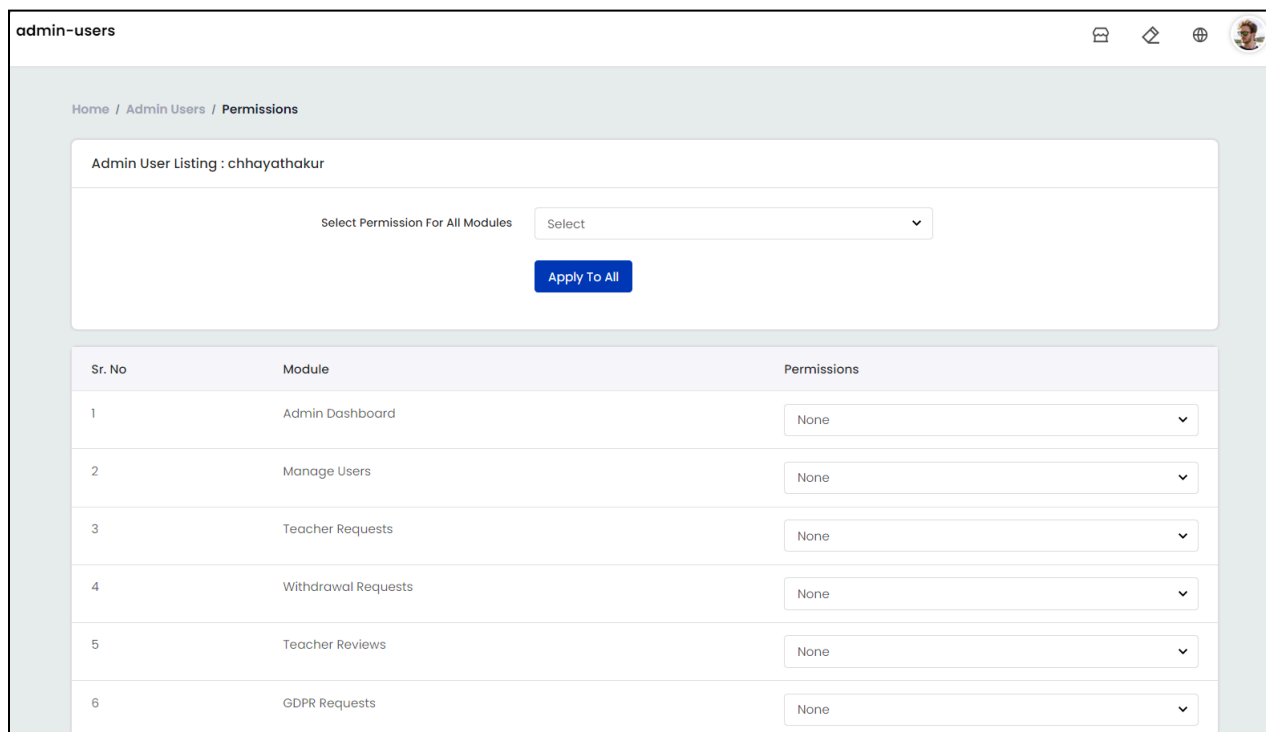 admin-users
Home / Admin Users / Permissions
Admin User Listing : chhayathakur
Select Permission For All Modules Select
Apply To All
Sr. No Module Permissions
1 Admin Dashboard None
2 Manage Users None
3 Teacher Requests None
4 Withdrawal Requests None
5 Teacher Reviews None
6 GDPR Requests None